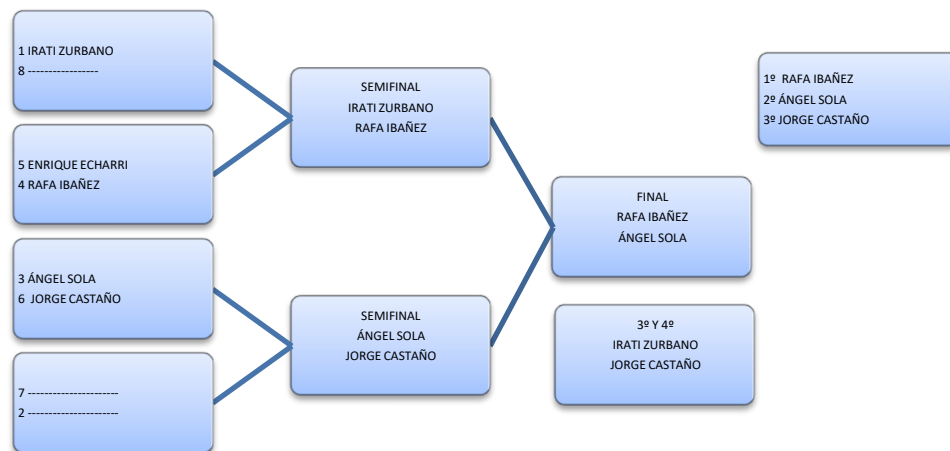 1 IRATI ZURBANO
8 -----------------
5 ENRIQUE ECHARRI
4 RAFA IBAÑEZ
3 ÁNGEL SOLA
6 JORGE CASTAÑO
7 ----------------------
2 ----------------------
SEMIFINAL
IRATI ZURBANO
RAFA IBAÑEZ
SEMIFINAL
ÁNGEL SOLA
JORGE CASTAÑO
FINAL
RAFA IBAÑEZ
ÁNGEL SOLA
3º Y 4º
IRATI ZURBANO
JORGE CASTAÑO
1º RAFA IBAÑEZ
2º ÁNGEL SOLA
3º JORGE CASTAÑO